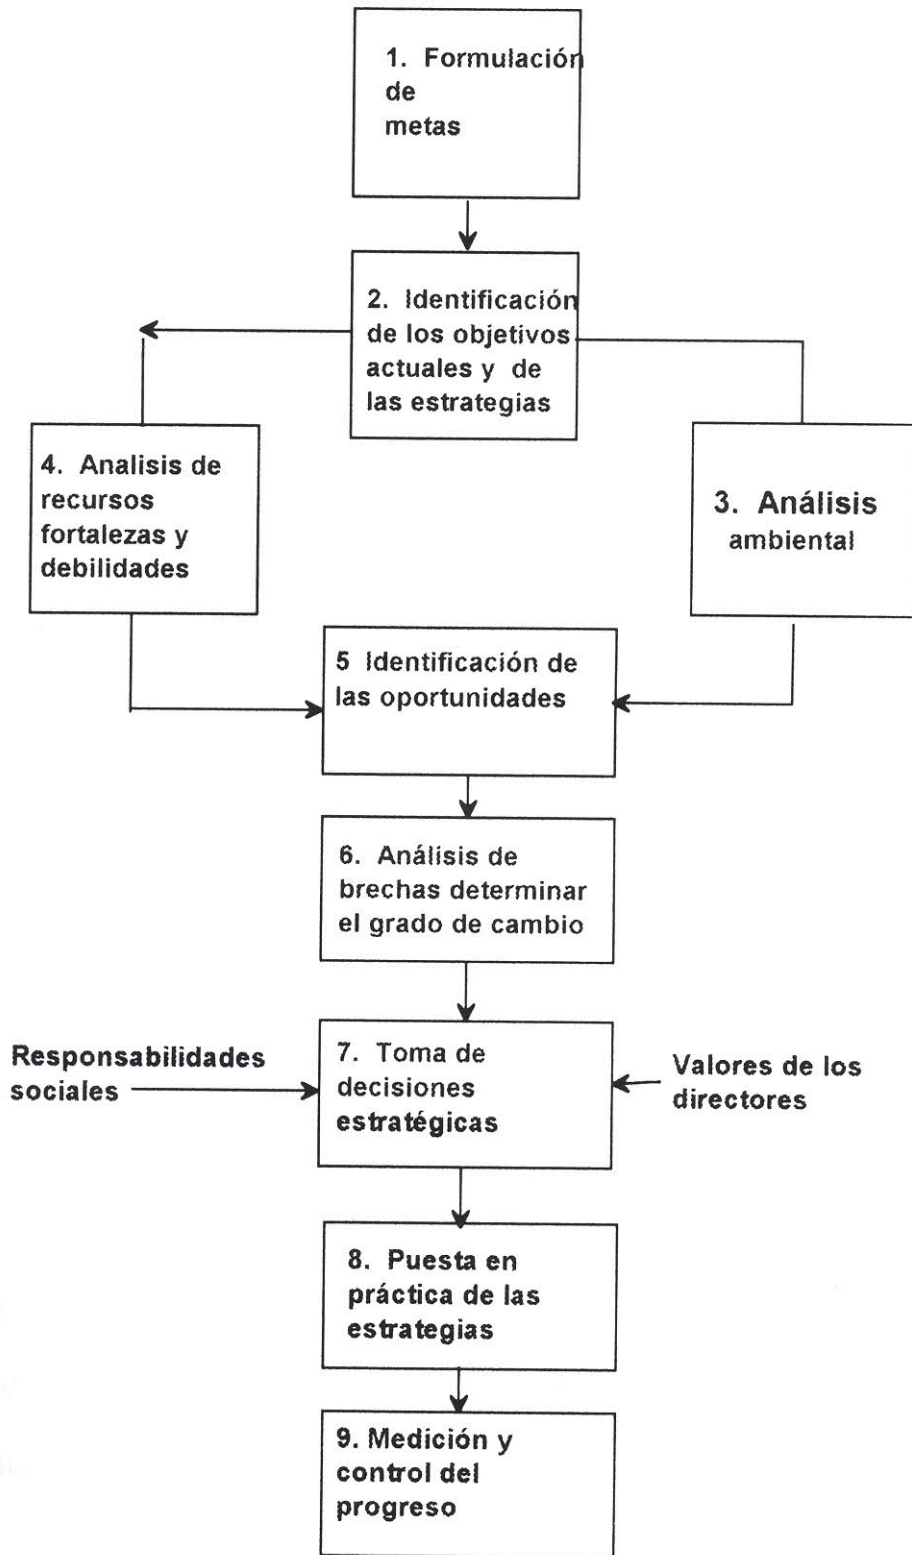 1. Formulación
de
metas
2. Identificación
de los objetivos
actuales y de
las estrategias
4. Analisis de
recursos
fortalezas y
debilidades
3. Análisis
ambiental
5 Identificación de
las oportunidades
6. Análisis de
brechas determinar
el grado de cambio
Responsabilidades
sociales
7. Toma de
decisiones
estratégicas
Valores de los
directores
8. Puesta en
práctica de las
estrategias
9. Medición y
control del
progreso